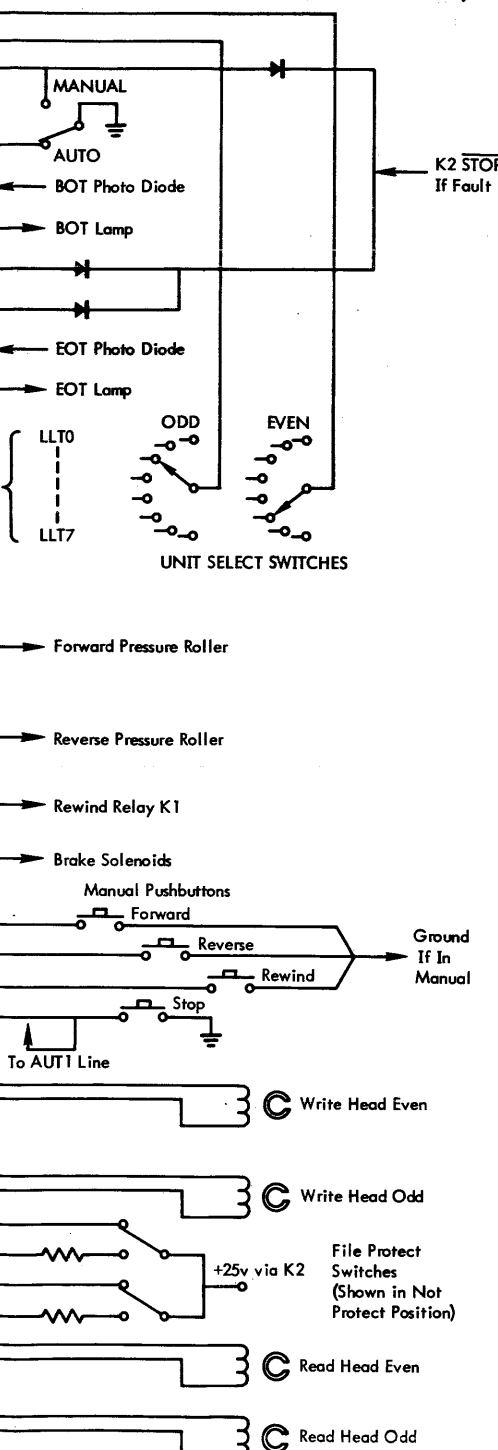 MANUAL
AUTO
K2 STOP
If Fault
BOT Photo Diode
BOT Lamp
EOT Photo Diode
EOT Lamp
LLT0
LLT7
ODD
EVEN
UNIT SELECT SWITCHES
Forward Pressure Roller
Reverse Pressure Roller
Rewind Relay K1
Brake Solenoids
Manual Pushbuttons
Forward
Reverse
Rewind
Stop
Ground
If In
Manual
To AUT1 Line
Write Head Even
Write Head Odd
+25v via K2
File Protect
Switches
(Shown in Not
Protect Position)
Read Head Even
Read Head Odd